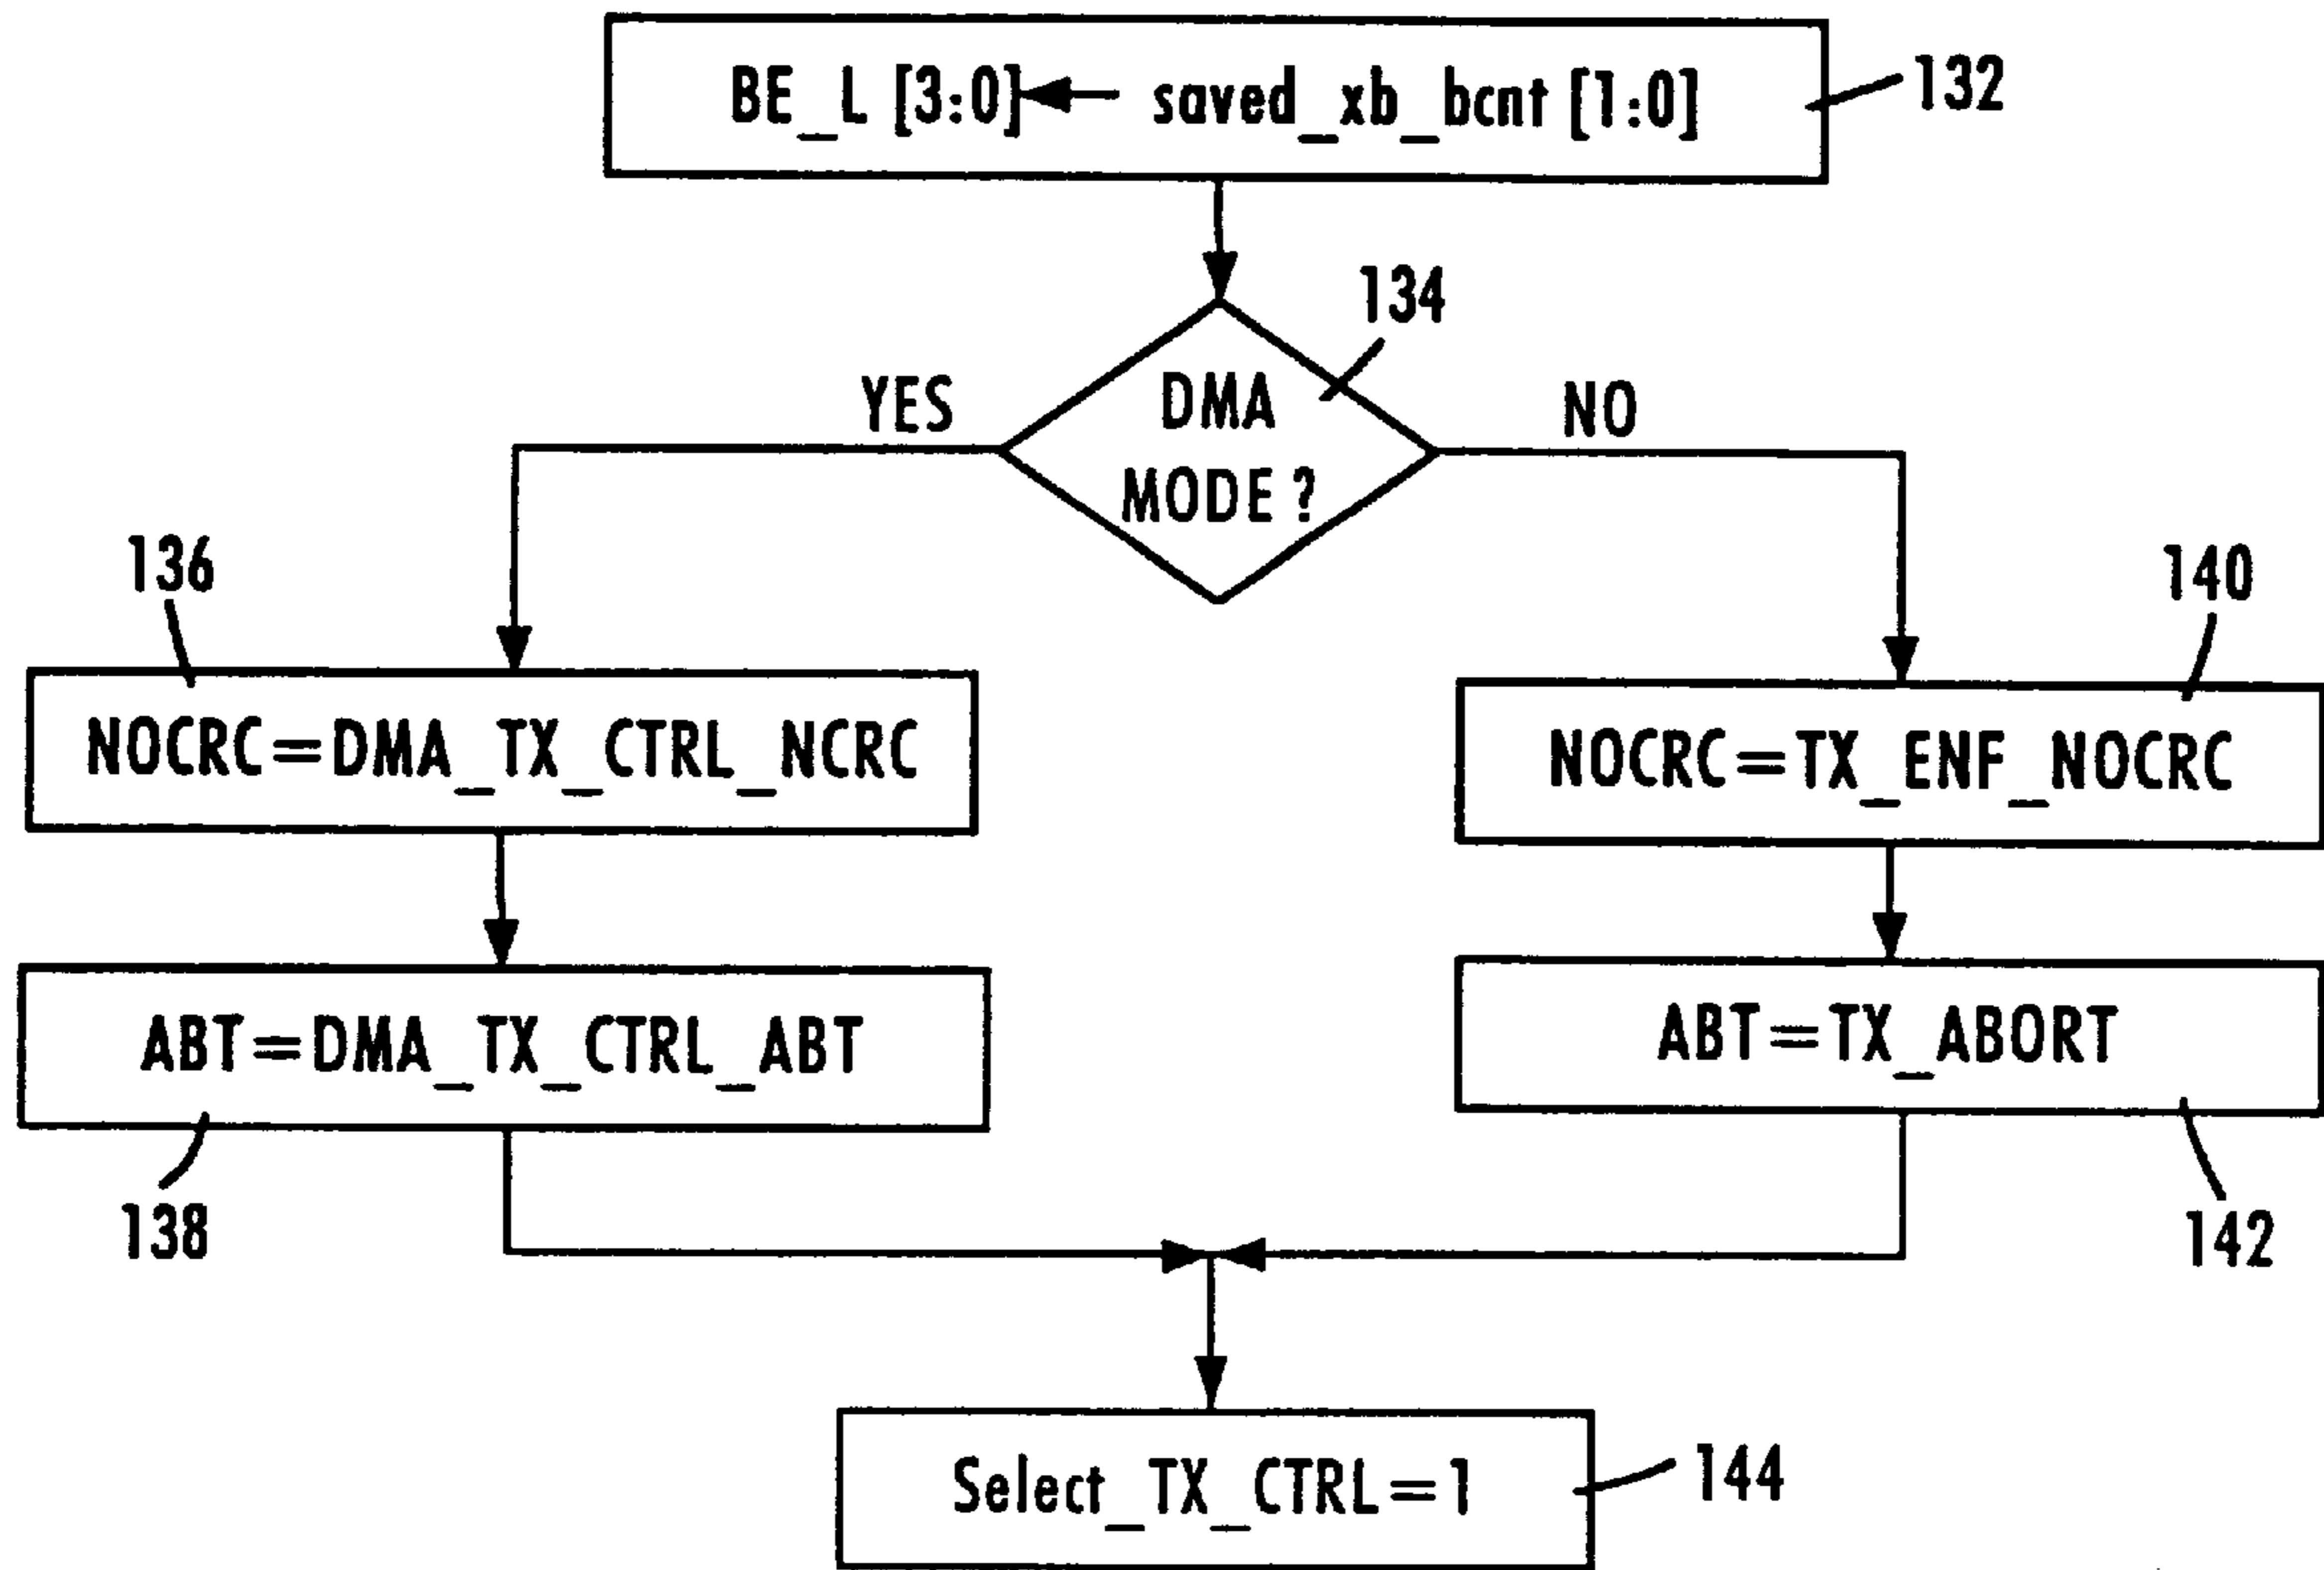 BE_L [3:0] ← saved_xb_bcnt [1:0]
132
134
DMA
MODE?
YES
NO
136
140
NOCRC=DMA_TX_CTRL_NCRC
NOCRC=TX_ENF_NOCRC
ABT=DMA_TX_CTRL_ABT
ABT=TX_ABORT
138
142
Select_TX_CTRL=1
144